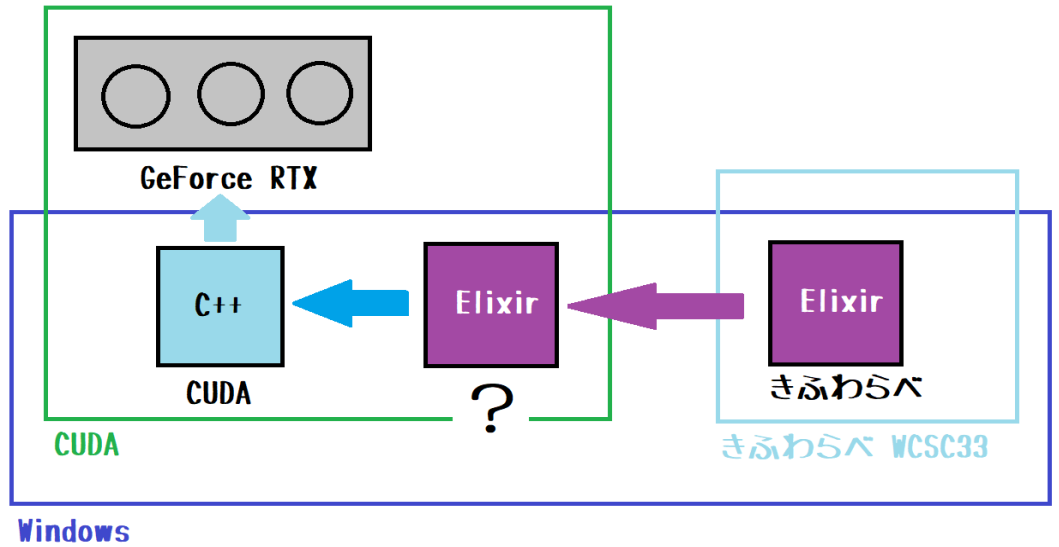 GeForce RTX
C++
Elixir
Elixir
CUDA
?
きふわらべ
CUDA
きふわらべ WCSC33
Windows